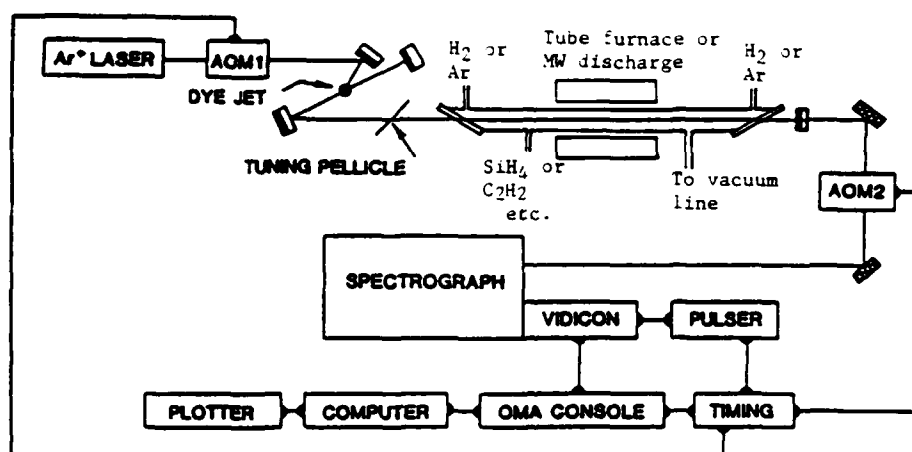 Ar⁺ LASER
AOM1
DYE JET
TUNING PELLICLE
H₂ or
Ar
Tube furnace or
MW discharge
H₂ or
Ar
SiH₄ or
C₂H₂
etc.
To vacuum
line
AOM2
SPECTROGRAPH
VIDICON
PULSER
PLOTTER
COMPUTER
OMA CONSOLE
TIMING